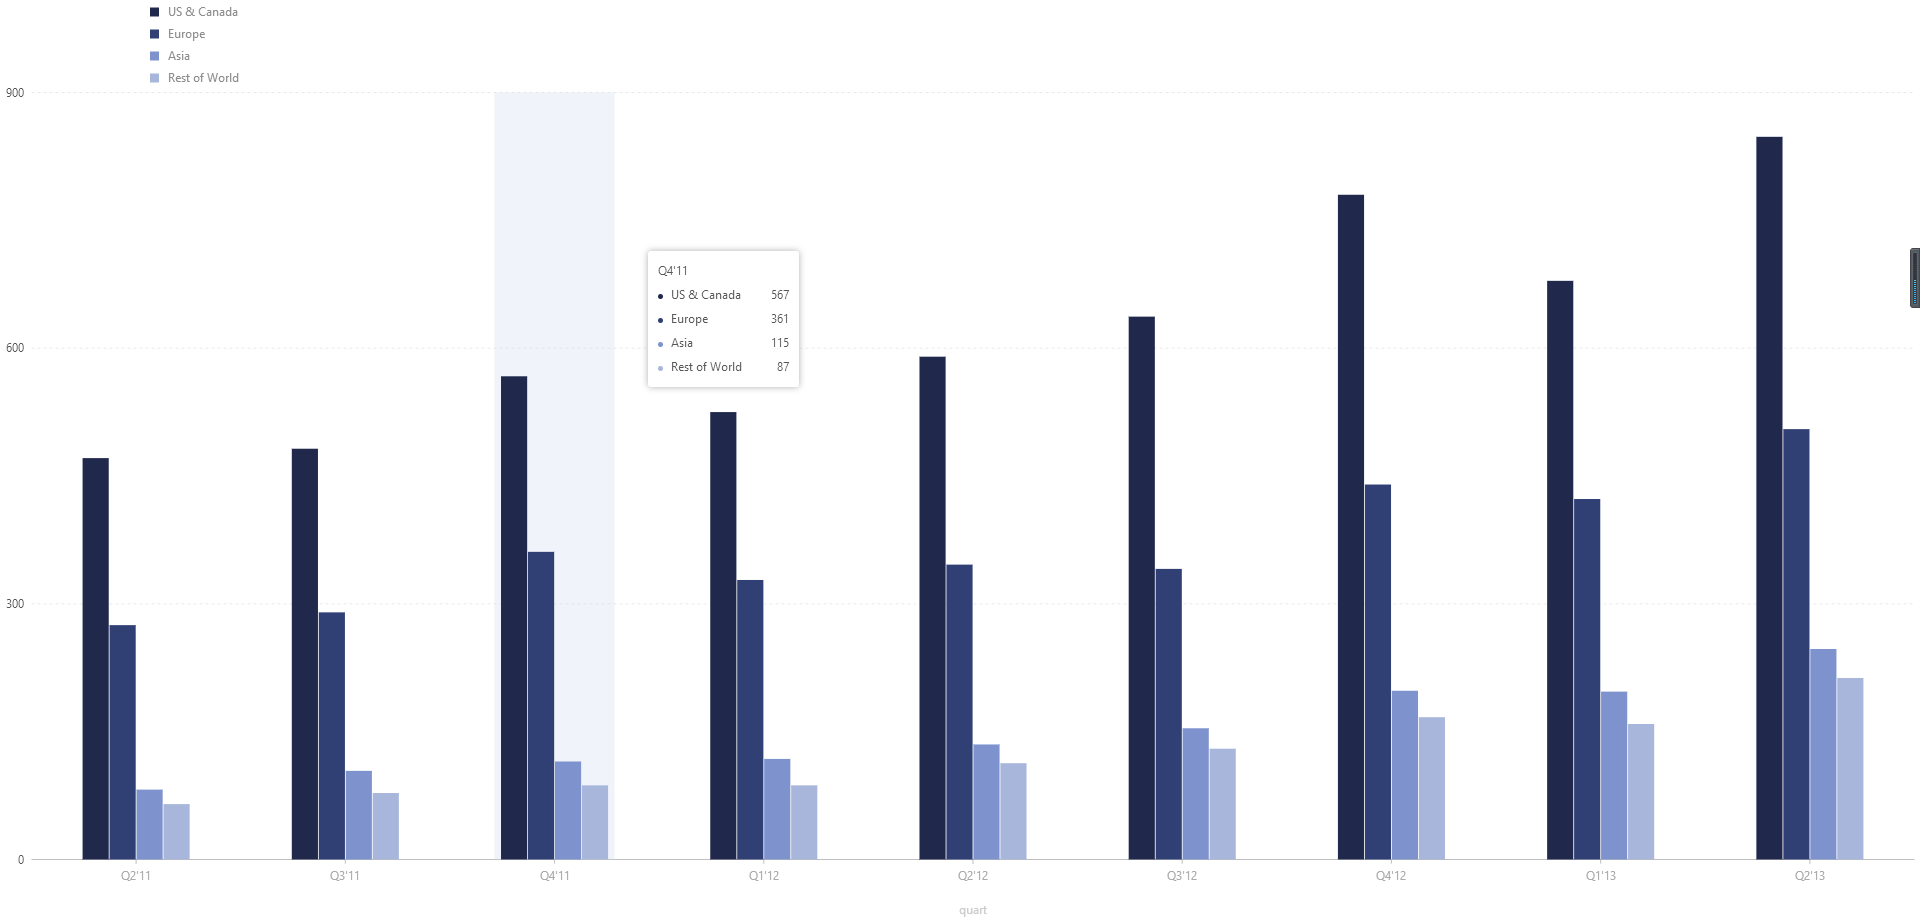 US & Canada
Europe
Asia
Rest of World
900
600
300
0
Q4'11
US & Canada 567
Europe 361
Asia 115
Rest of World 87
Q2'11 Q3'11 Q4'11 Q1'12 Q2'12 Q3'12 Q4'12 Q1'13 Q2'13
quart